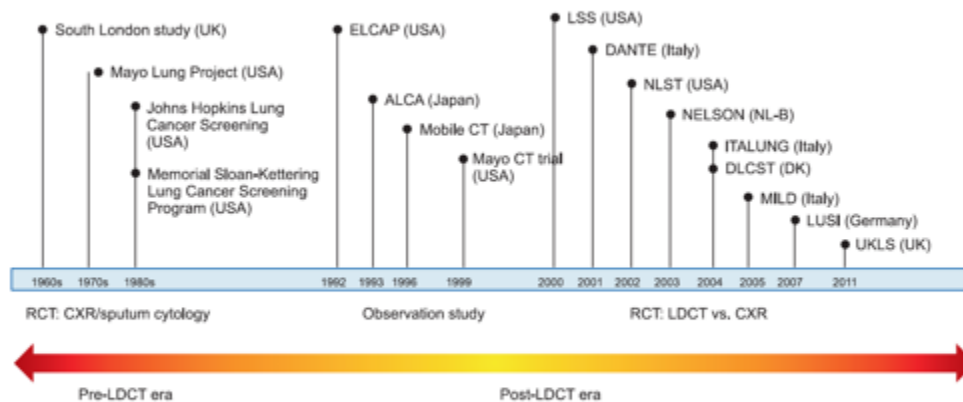 South London study (UK)
Mayo Lung Project (USA)
Johns Hopkins Lung
Cancer Screening
(USA)
Memorial Sloan-Kettering
Lung Cancer Screening
Program (USA)
ELCAP (USA)
ALCA (Japan)
Mobile CT (Japan)
Mayo CT trial
(USA)
LSS (USA)
DANTE (Italy)
NLST (USA)
NELSON (NL-B)
ITALUNG (Italy)
DLCST (DK)
MILD (Italy)
LUSI (Germany)
UKLS (UK)
1960s 1970s 1980s 1992 1993 1996 1999 2000 2001 2002 2003 2004 2005 2007 2011
RCT: CXR/sputum cytology Observation study RCT: LDCT vs. CXR
Pre-LDCT era Post-LDCT era